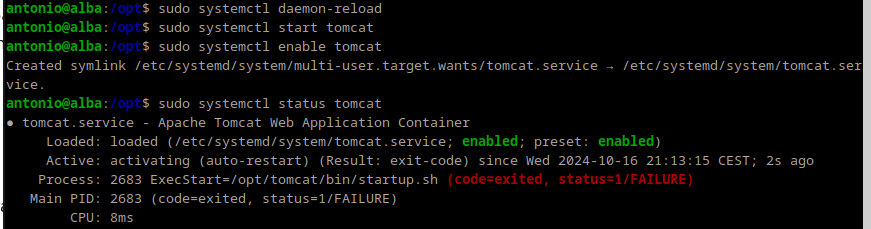 antonio@alba:/opt$ sudo systemctl daemon-reload
antonio@alba:/opt$ sudo systemctl start tomcat
antonio@alba:/opt$ sudo systemctl enable tomcat
Created symlink /etc/systemd/system/multi-user.target.wants/tomcat.service → /etc/systemd/system/tomcat.ser
vice.
antonio@alba:/opt$ sudo systemctl status tomcat
● tomcat.service - Apache Tomcat Web Application Container
     Loaded: loaded (/etc/systemd/system/tomcat.service; enabled; preset: enabled)
     Active: activating (auto-restart) (Result: exit-code) since Wed 2024-10-16 21:13:15 CEST; 2s ago
    Process: 2683 ExecStart=/opt/tomcat/bin/startup.sh (code=exited, status=1/FAILURE)
   Main PID: 2683 (code=exited, status=1/FAILURE)
        CPU: 8ms